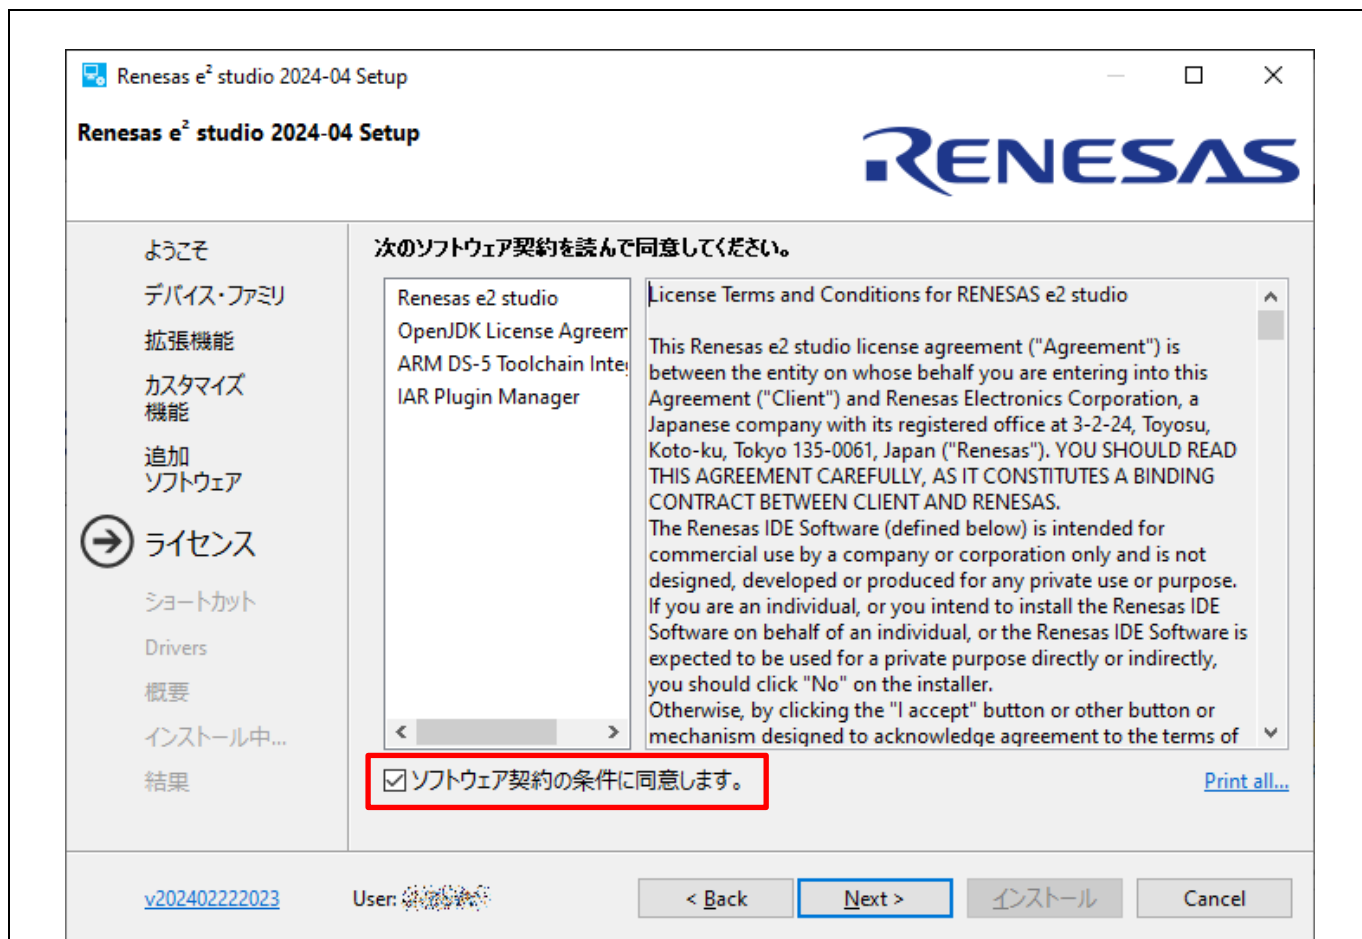 Renesas e² studio 2024-04 Setup
Renesas e² studio 2024-04 Setup
RENESAS
ようこそ
デバイス・ファミリ
拡張機能
カスタマイズ
機能
追加
ソフトウェア
ライセンス
ショートカット
Drivers
概要
インストール中...
結果
次のソフトウェア契約を読んで同意してください。
Renesas e2 studio
OpenJDK License Agreem
ARM DS-5 Toolchain Inte
IAR Plugin Manager
License Terms and Conditions for RENESAS e2 studio
This Renesas e2 studio license agreement ("Agreement") is
between the entity on whose behalf you are entering into this
Agreement ("Client") and Renesas Electronics Corporation, a
Japanese company with its registered office at 3-2-24, Toyosu,
Koto-ku, Tokyo 135-0061, Japan ("Renesas"). YOU SHOULD READ
THIS AGREEMENT CAREFULLY, AS IT CONSTITUTES A BINDING
CONTRACT BETWEEN CLIENT AND RENESAS.
The Renesas IDE Software (defined below) is intended for
commercial use by a company or corporation only and is not
designed, developed or produced for any private use or purpose.
If you are an individual, or you intend to install the Renesas IDE
Software on behalf of an individual, or the Renesas IDE Software is
expected to be used for a private purpose directly or indirectly,
you should click "No" on the installer.
Otherwise, by clicking the "I accept" button or other button or
mechanism designed to acknowledge agreement to the terms of
ソフトウェア契約の条件に同意します。
Print all...
v202402222023
User:
< Back
Next >
インストール
Cancel